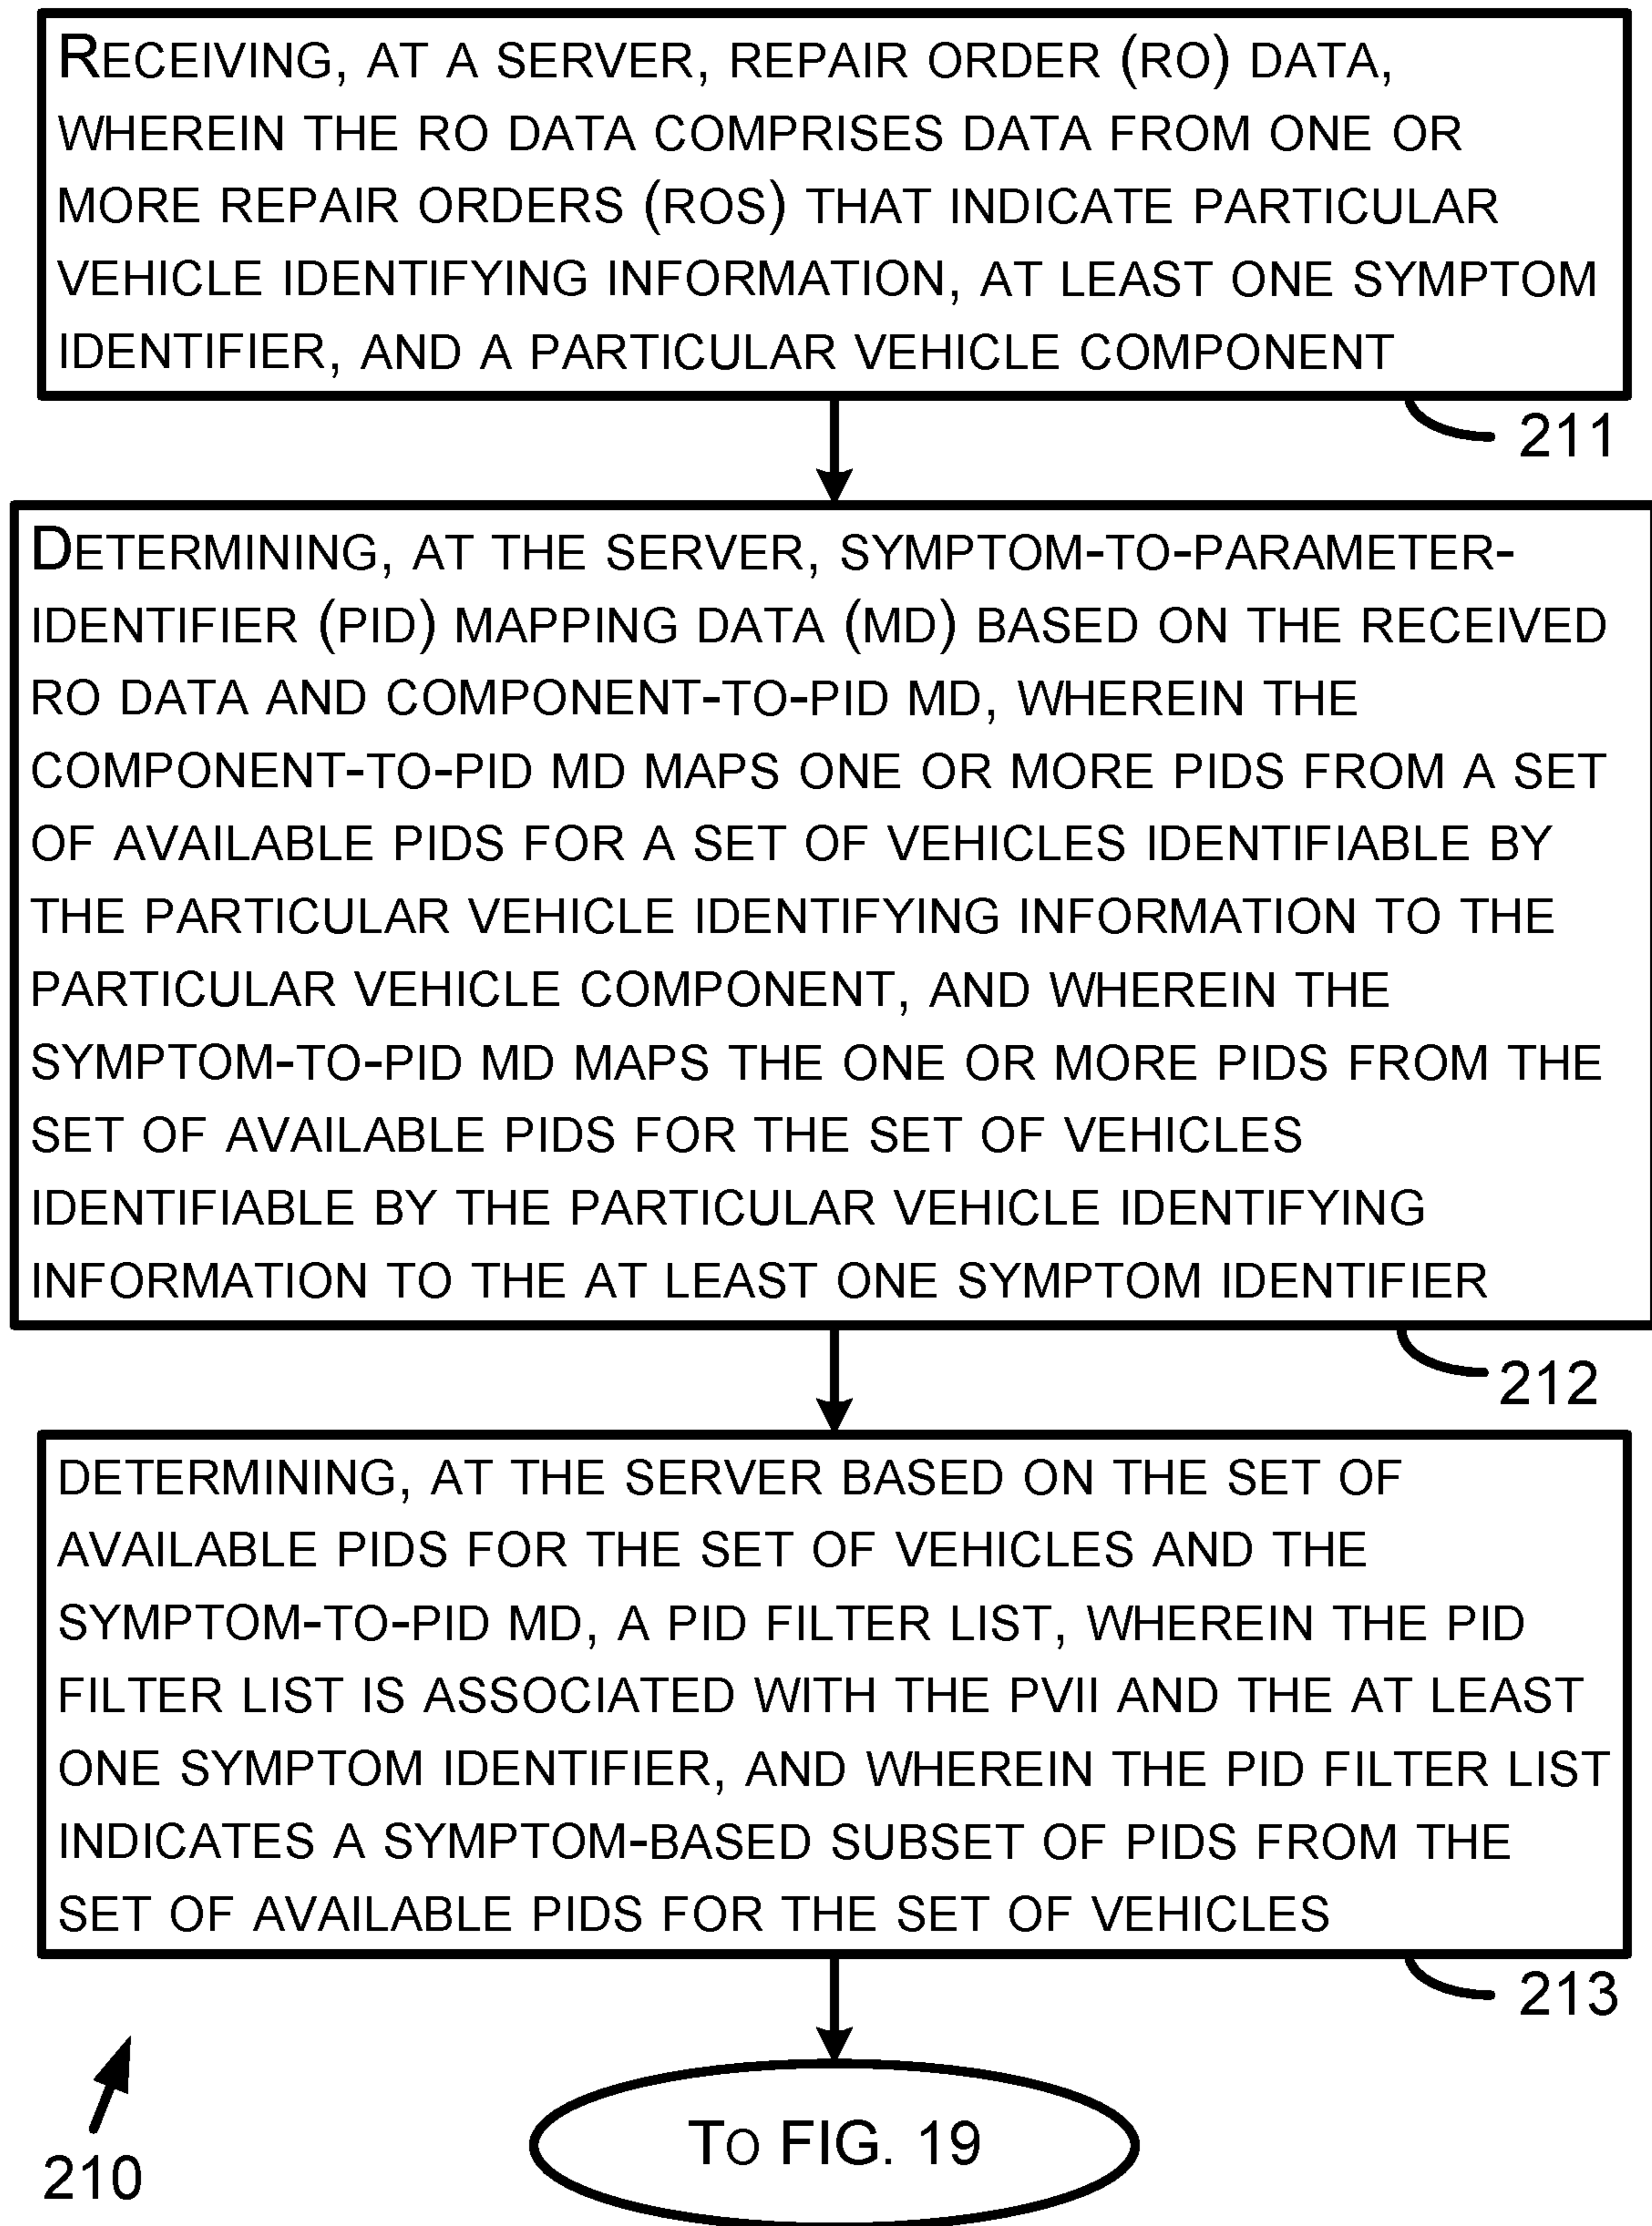 RECEIVING, AT A SERVER, REPAIR ORDER (RO) DATA,
WHEREIN THE RO DATA COMPRISES DATA FROM ONE OR
MORE REPAIR ORDERS (ROS) THAT INDICATE PARTICULAR
VEHICLE IDENTIFYING INFORMATION, AT LEAST ONE SYMPTOM
IDENTIFIER, AND A PARTICULAR VEHICLE COMPONENT
211
DETERMINING, AT THE SERVER, SYMPTOM-TO-PARAMETER-
IDENTIFIER (PID) MAPPING DATA (MD) BASED ON THE RECEIVED
RO DATA AND COMPONENT-TO-PID MD, WHEREIN THE
COMPONENT-TO-PID MD MAPS ONE OR MORE PIDS FROM A SET
OF AVAILABLE PIDS FOR A SET OF VEHICLES IDENTIFIABLE BY
THE PARTICULAR VEHICLE IDENTIFYING INFORMATION TO THE
PARTICULAR VEHICLE COMPONENT, AND WHEREIN THE
SYMPTOM-TO-PID MD MAPS THE ONE OR MORE PIDS FROM THE
SET OF AVAILABLE PIDS FOR THE SET OF VEHICLES
IDENTIFIABLE BY THE PARTICULAR VEHICLE IDENTIFYING
INFORMATION TO THE AT LEAST ONE SYMPTOM IDENTIFIER
212
DETERMINING, AT THE SERVER BASED ON THE SET OF
AVAILABLE PIDS FOR THE SET OF VEHICLES AND THE
SYMPTOM-TO-PID MD, A PID FILTER LIST, WHEREIN THE PID
FILTER LIST IS ASSOCIATED WITH THE PVII AND THE AT LEAST
ONE SYMPTOM IDENTIFIER, AND WHEREIN THE PID FILTER LIST
INDICATES A SYMPTOM-BASED SUBSET OF PIDS FROM THE
SET OF AVAILABLE PIDS FOR THE SET OF VEHICLES
213
210
TO FIG. 19